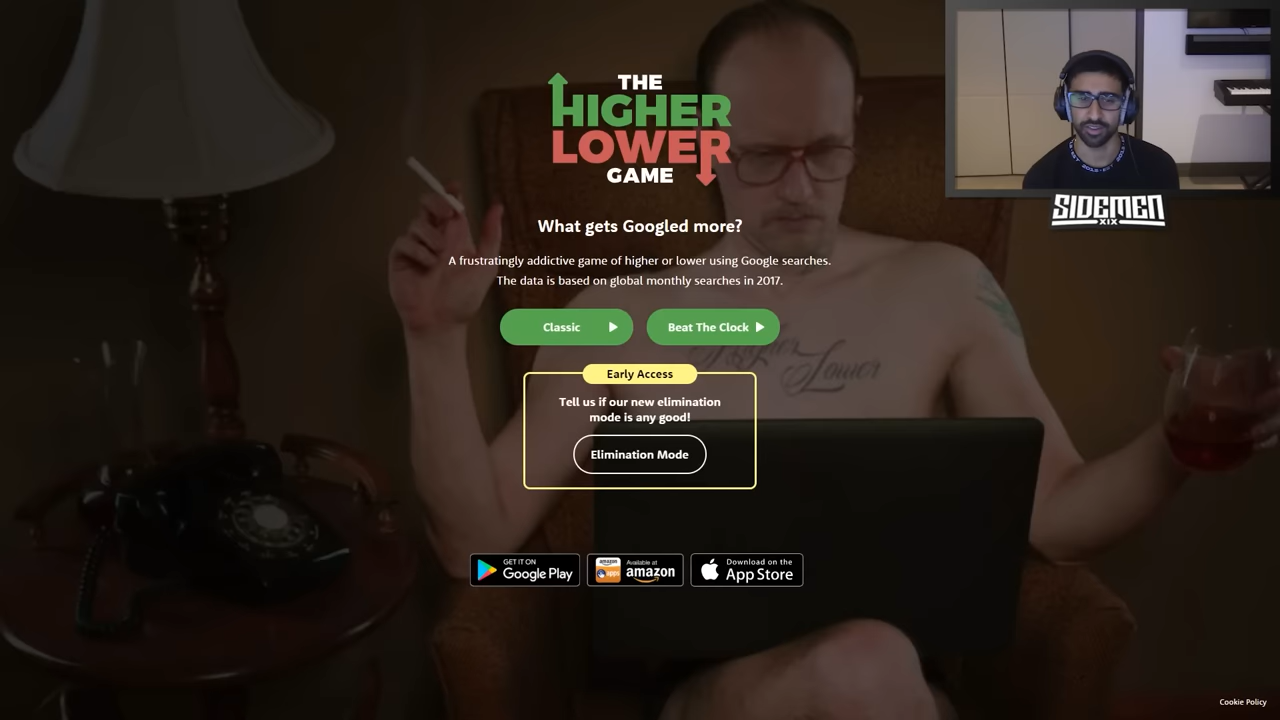 THE
HIGHER
LOWER
GAME
SIDEMEN
XIX
What gets Googled more?
A frustratingly addictive game of higher or lower using Google searches.
The data is based on global monthly searches in 2017.
Classic
Beat The Clock
Higher Lower
Early Access
Tell us if our new elimination
mode is any good!
Elimination Mode
GET IT ON
Google Play
Available at
amazon
Download on the
App Store
Cookie Policy